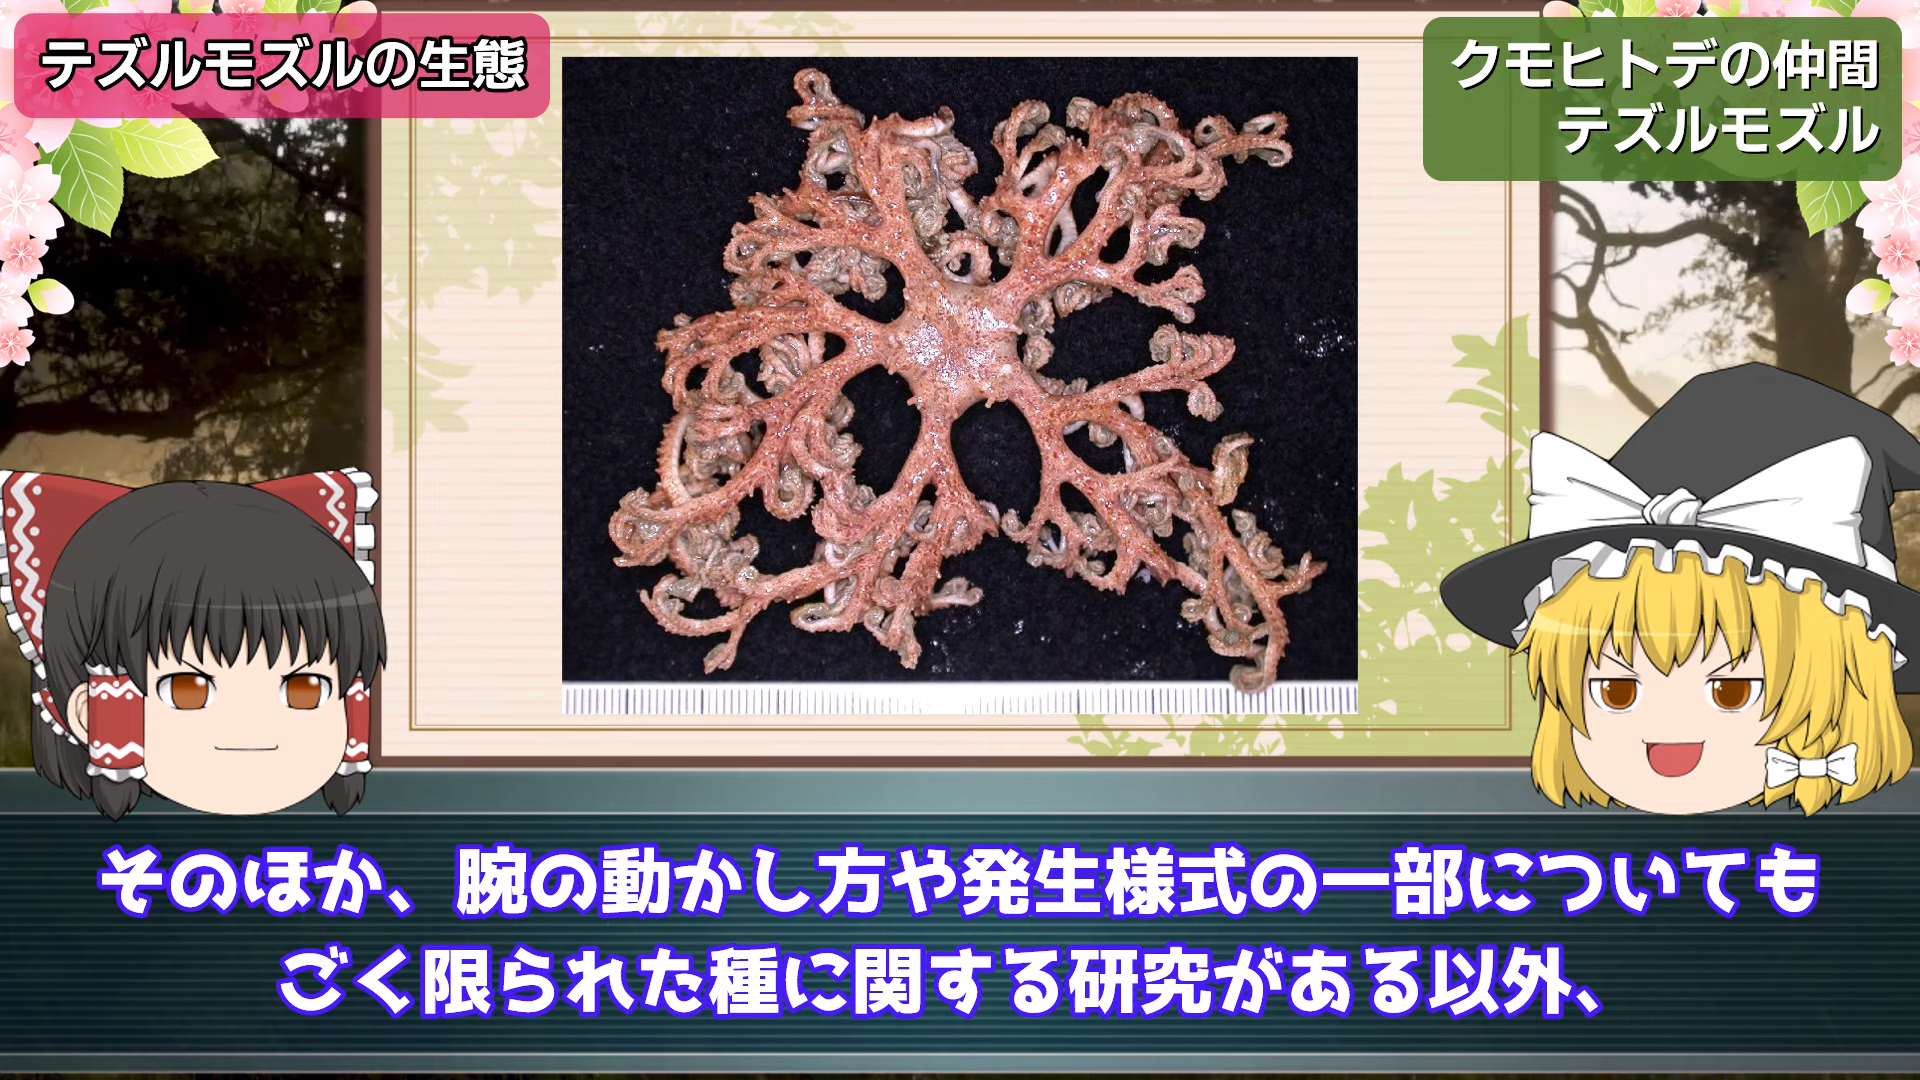 テズルモズルの生態
クモヒトデの仲間
テズルモズル
そのほか、腕の動かし方や発生様式の一部についても
ごく限られた種に関する研究がある以外、